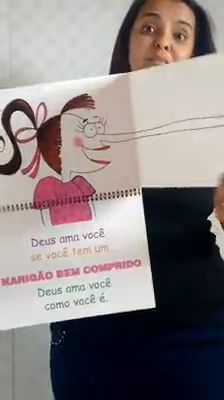 Deus ama você
se você tem um
NARIGÃO BEM COMPRIDO
Deus ama você
como você é.